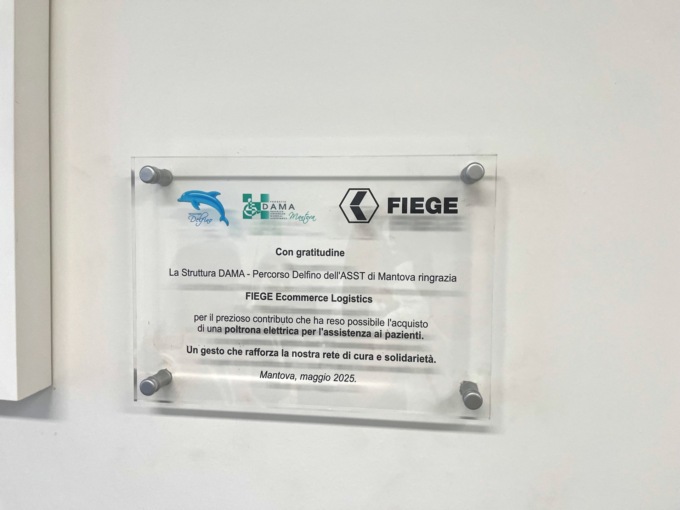 Delfino
DAMA
Mantova
FIEGE
Con gratitudine
La Struttura DAMA - Percorso Delfino dell'ASST di Mantova ringrazia
FIEGE Ecommerce Logistics
per il prezioso contributo che ha reso possibile l'acquisto
di una poltrona elettrica per l'assistenza ai pazienti.
Un gesto che rafforza la nostra rete di cura e solidarietà.
Mantova, maggio 2025.